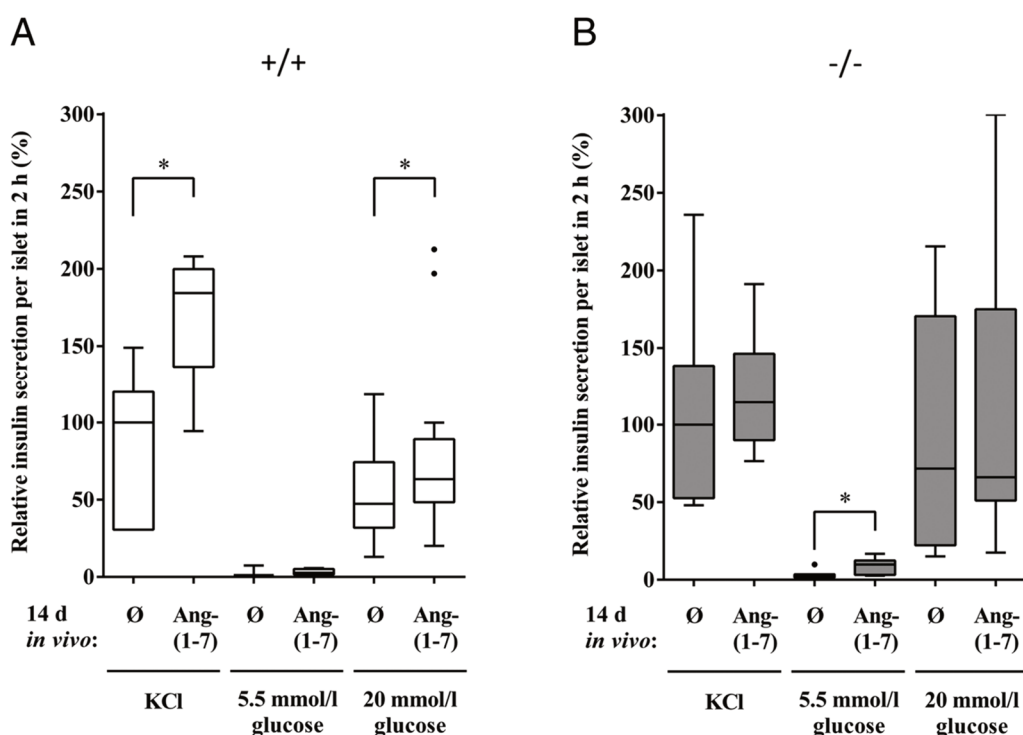 A
+/+
Relative insulin secretion per islet in 2 h (%)
300
250
200
150
100
50
0
*
*
14 d
in vivo:
Ø Ang-(1-7) Ø Ang-(1-7) Ø Ang-(1-7)
KCl
5.5 mmol/l
glucose
20 mmol/l
glucose
B
-/-
Relative insulin secretion per islet in 2 h (%)
300
250
200
150
100
50
0
*
Ø Ang-(1-7) Ø Ang-(1-7) Ø Ang-(1-7)
KCl
5.5 mmol/l
glucose
20 mmol/l
glucose